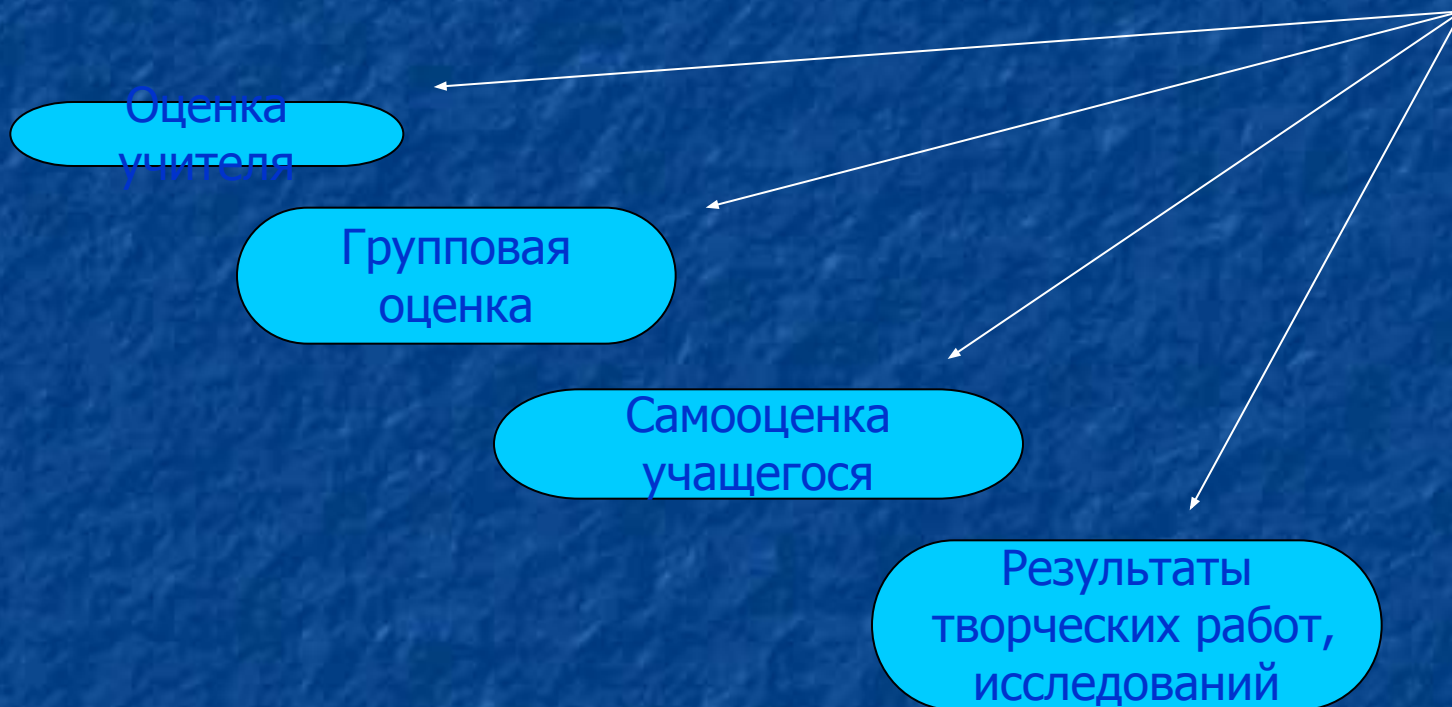 Оценка
учителя
Групповая
оценка
Самооценка
учащегося
Результаты
творческих работ,
исследований